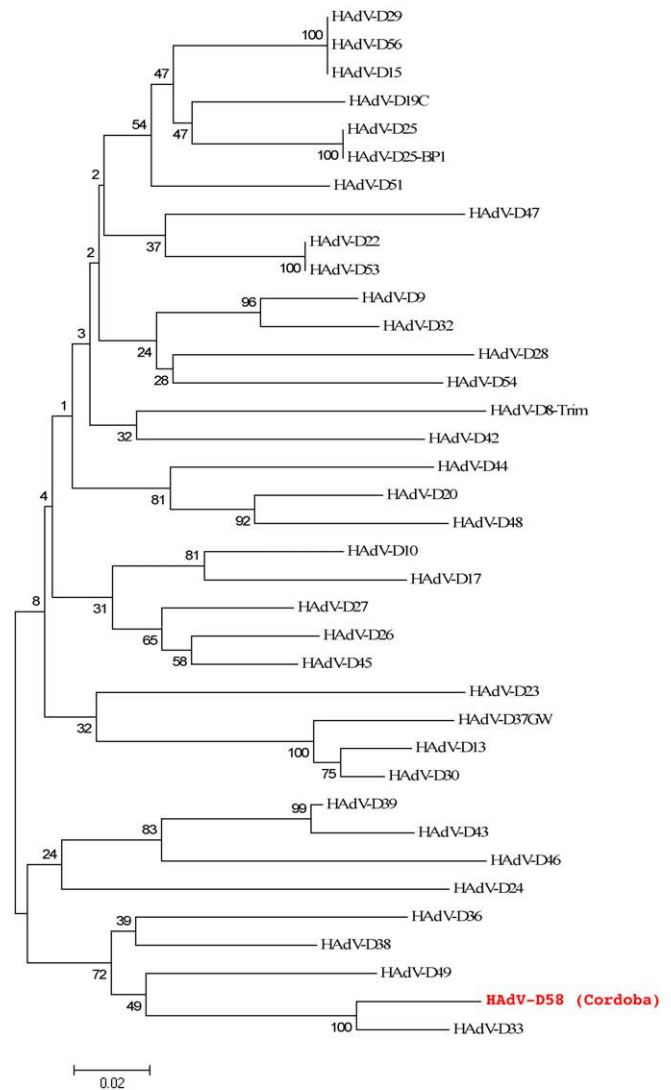 HAdV-D29
100
HAdV-D56
HAdV-D15
47
HAdV-D19C
54
47
HAdV-D25
100
HAdV-D25-BP1
2
HAdV-D51
HAdV-D47
37
HAdV-D22
2
100
HAdV-D53
96
HAdV-D9
HAdV-D32
3
24
HAdV-D28
28
HAdV-D54
1
HAdV-D8-Trim
32
HAdV-D42
HAdV-D44
81
HAdV-D20
4
92
HAdV-D48
81
HAdV-D10
HAdV-D17
8
31
HAdV-D27
65
HAdV-D26
58
HAdV-D45
HAdV-D23
32
HAdV-D37GW
100
HAdV-D13
75
HAdV-D30
99
HAdV-D39
83
HAdV-D43
24
HAdV-D46
HAdV-D24
39
HAdV-D36
HAdV-D38
72
HAdV-D49
49
HAdV-D58 (Cordoba)
100
HAdV-D33
0.02